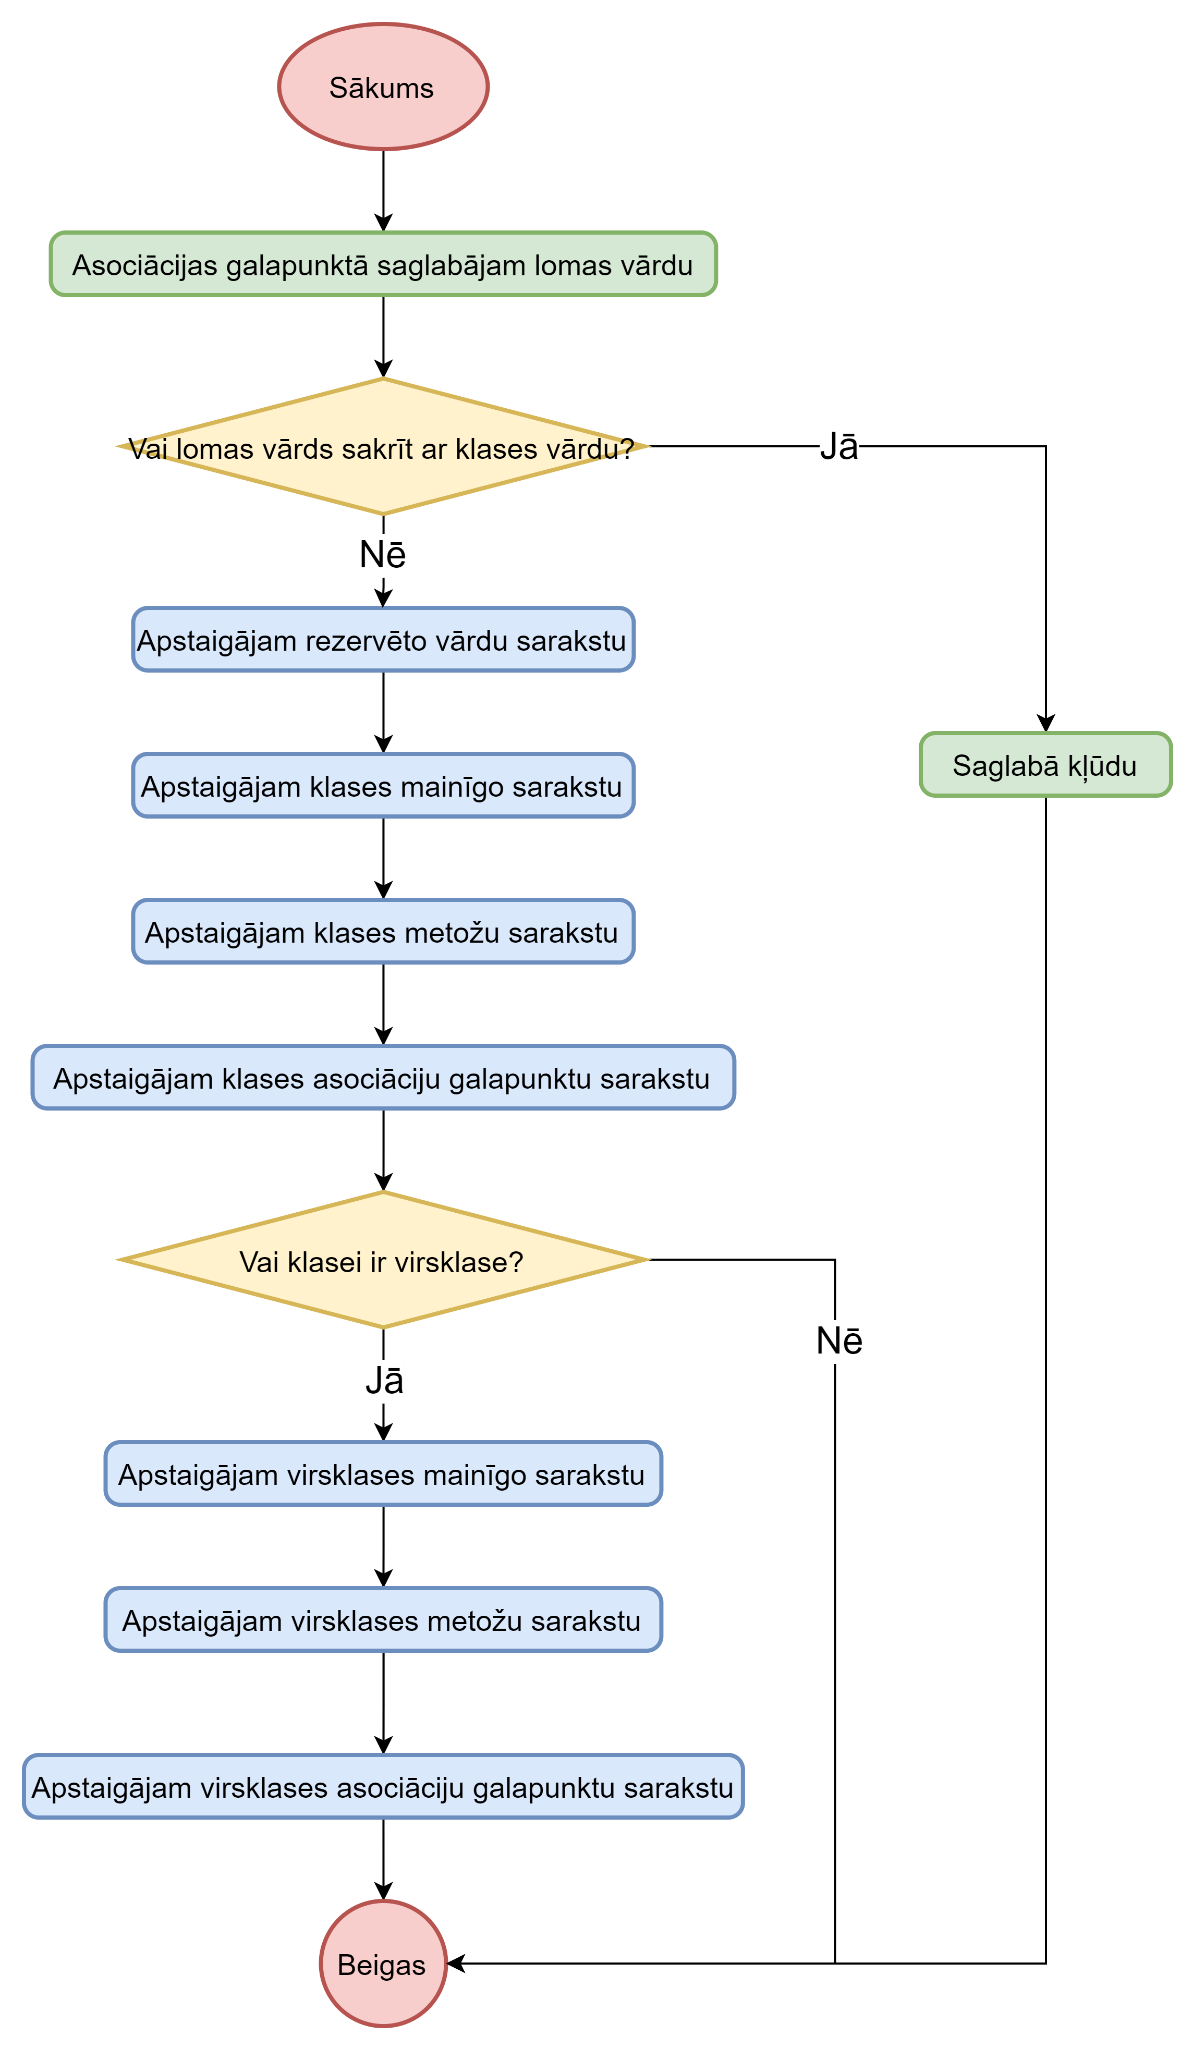 Sākums
Asociācijas galapunktā saglabājam lomas vārdu
Vai lomas vārds sakrīt ar klases vārdu?
Jā
Nē
Apstaigājam rezervēto vārdu sarakstu
Saglabā kļūdu
Apstaigājam klases mainīgo sarakstu
Apstaigājam klases metožu sarakstu
Apstaigājam klases asociāciju galapunktu sarakstu
Vai klasei ir virsklase?
Nē
Jā
Apstaigājam virsklases mainīgo sarakstu
Apstaigājam virsklases metožu sarakstu
Apstaigājam virsklases asociāciju galapunktu sarakstu
Beigas